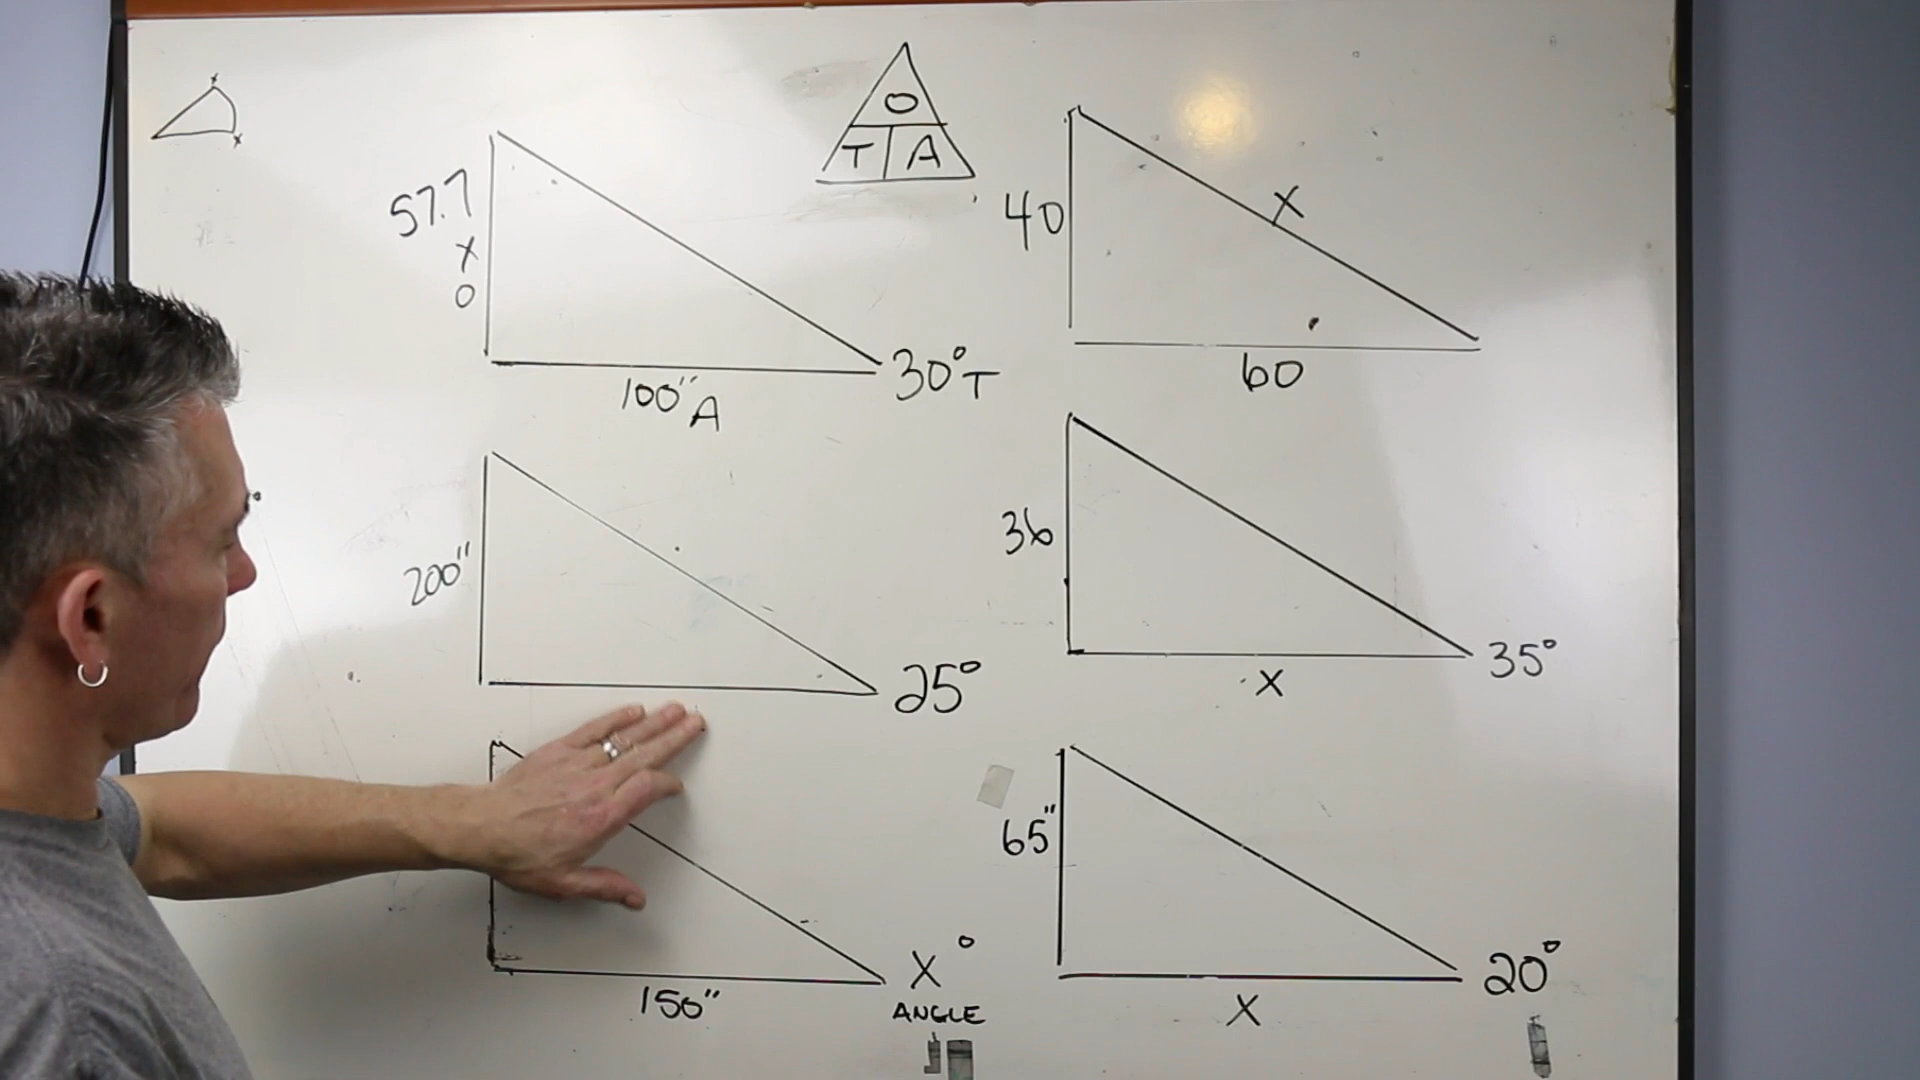 O
T A
57.7
X
O
100" A
30° T
40
X
60
200"
25°
36
X
35°
150"
X°
ANGLE
65"
X
20°